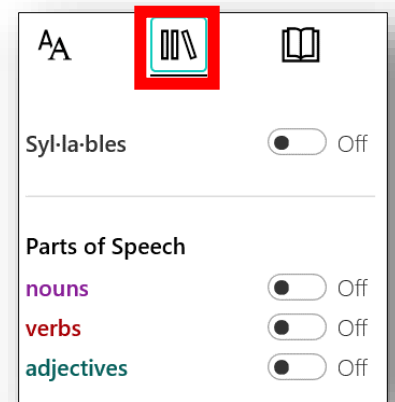 AA
Syl·la·bles Off
Parts of Speech
nouns Off
verbs Off
adjectives Off